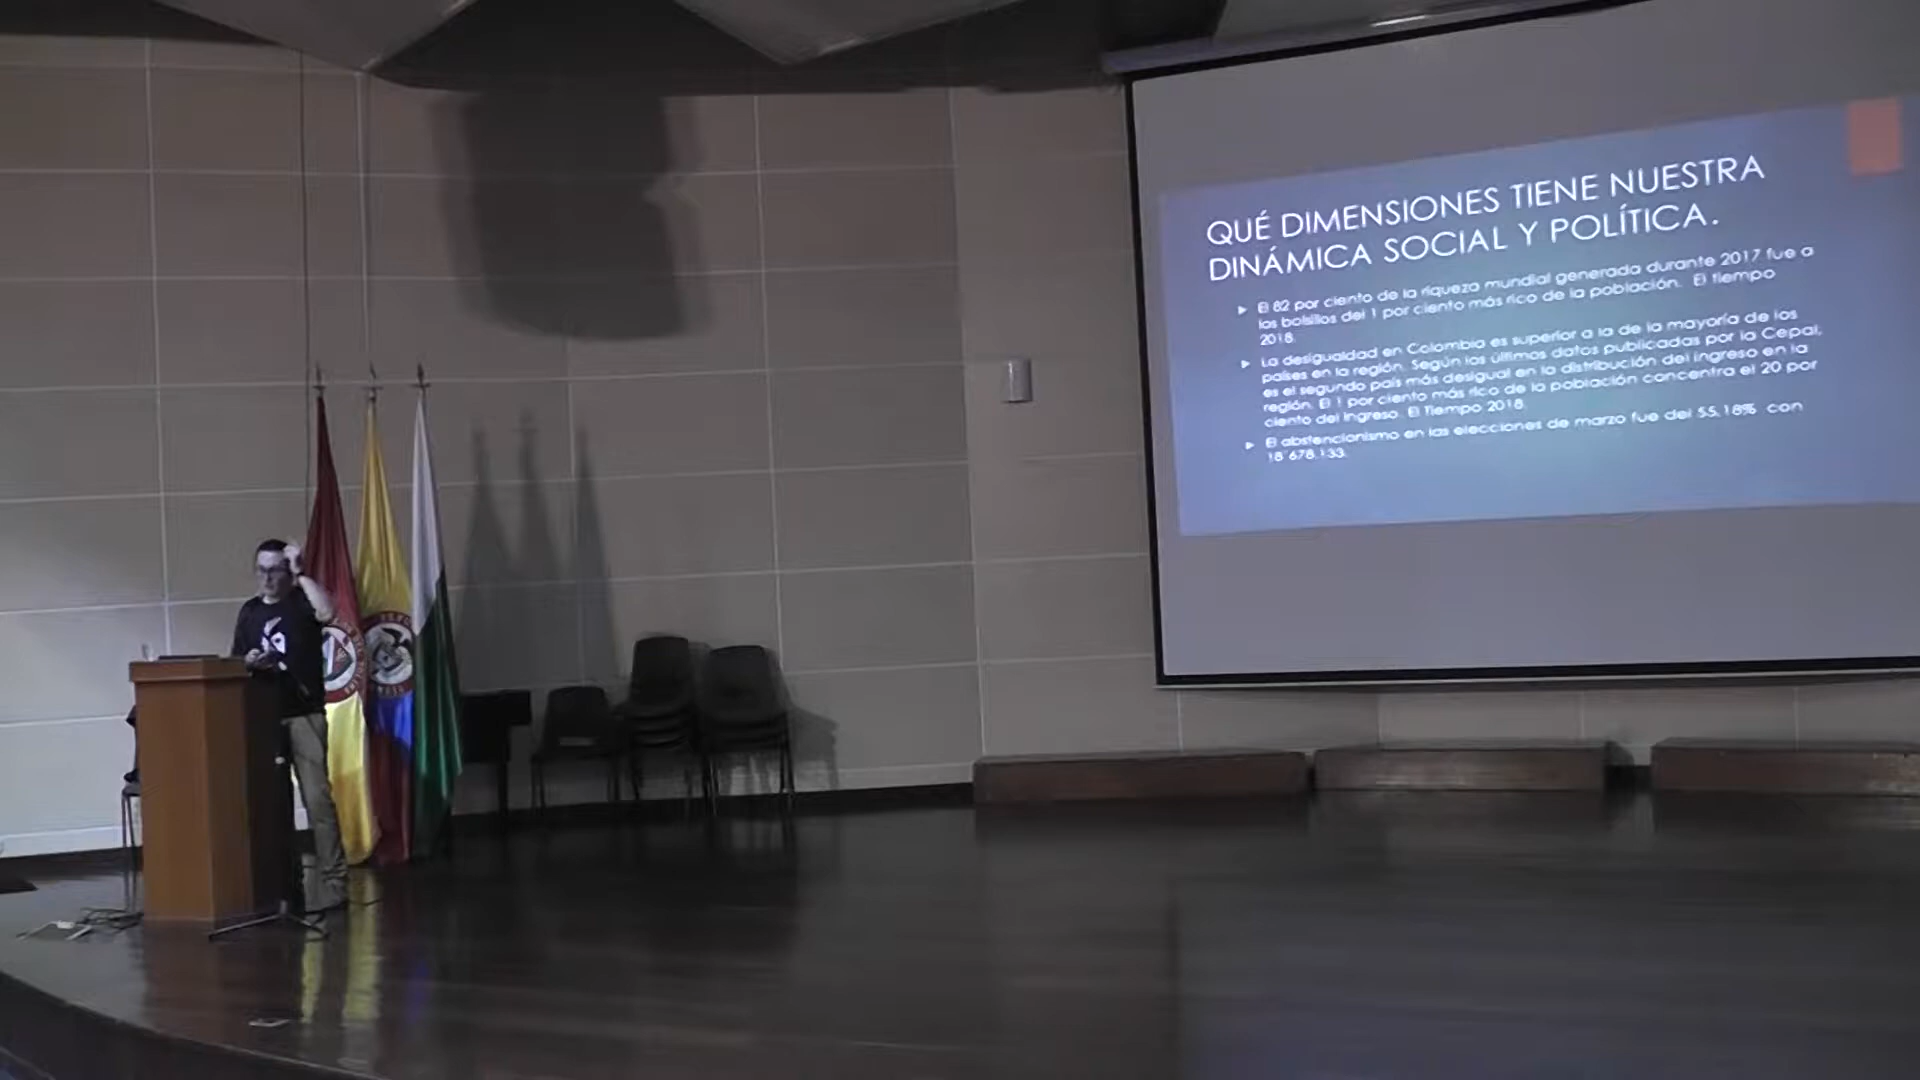 QUÉ DIMENSIONES TIENE NUESTRA
DINÁMICA SOCIAL Y POLÍTICA.
El 82 por ciento de la riqueza mundial generada durante 2017 fue a
los bolsillos del 1 por ciento más rico de la población. El tiempo
2018.
La desigualdad en Colombia es superior a la de la mayoría de los
países en la región. Según los últimos datos publicadas por la Cepal,
es el segundo país más desigual en la distribución del ingreso en la
región. El 1 por ciento más rico de la población concentra el 20 por
ciento del ingreso. El Tiempo 2018.
El abstencionismo en las elecciones de marzo fue del 55,18% con
18´678.133.